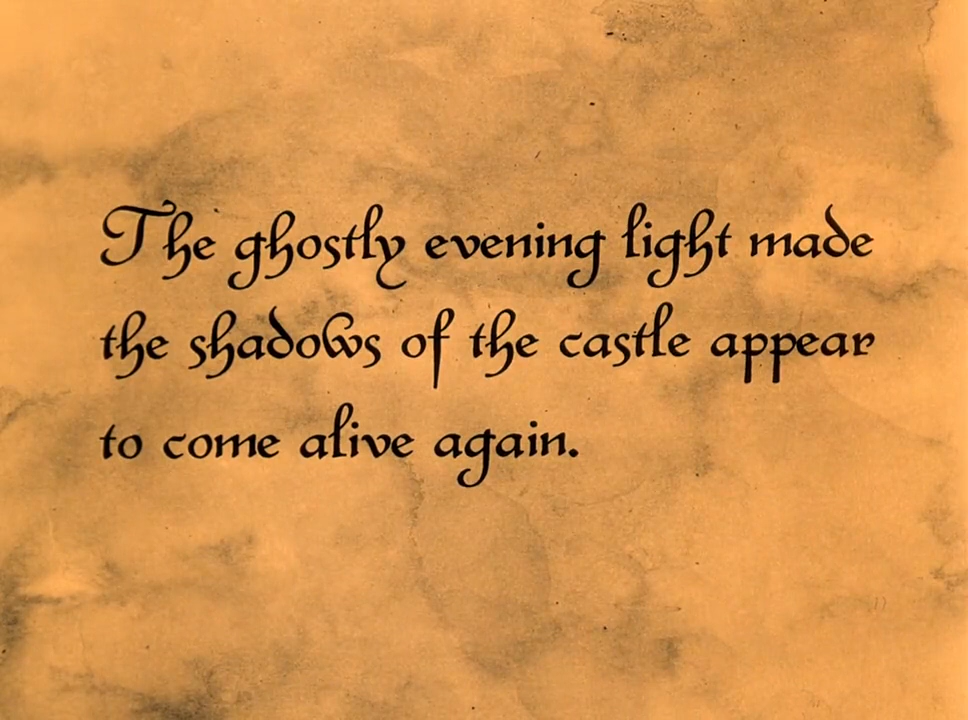 The ghostly evening light made
the shadows of the castle appear
to come alive again.